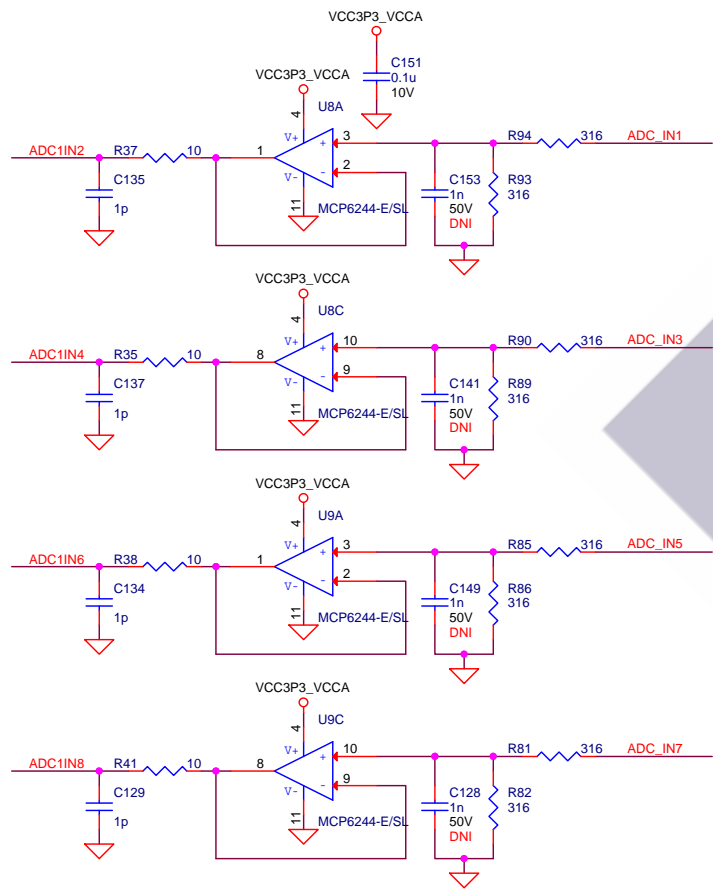 VCC3P3_VCCA
C151
0.1u
10V
VCC3P3_VCCA
4
U8A
V+
ADC1IN2
R37
10
1
+
3
R94
316
ADC_IN1
-
2
V-
C135
1p
11
MCP6244-E/SL
C153
1n
50V
DNI
R93
316
VCC3P3_VCCA
4
U8C
V+
ADC1IN4
R35
10
8
+
10
R90
316
ADC_IN3
-
9
V-
C137
1p
11
MCP6244-E/SL
C141
1n
50V
DNI
R89
316
VCC3P3_VCCA
4
U9A
V+
ADC1IN6
R38
10
1
+
3
R85
316
ADC_IN5
-
2
V-
C134
1p
11
MCP6244-E/SL
C149
1n
50V
DNI
R86
316
VCC3P3_VCCA
4
U9C
V+
ADC1IN8
R41
10
8
+
10
R81
316
ADC_IN7
-
9
V-
C129
1p
11
MCP6244-E/SL
C128
1n
50V
DNI
R82
316